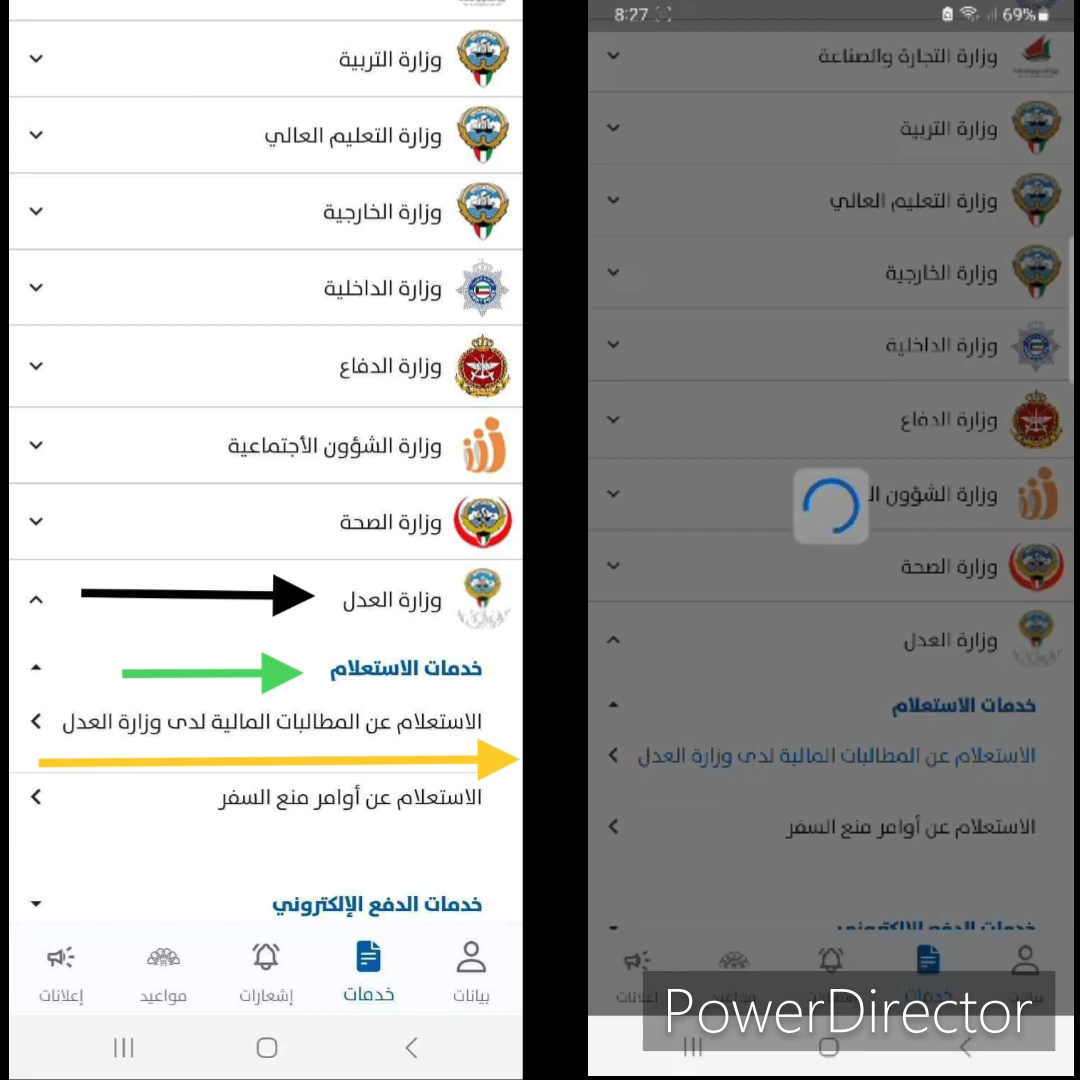 وزارة التربية
وزارة التعليم العالي
وزارة الخارجية
وزارة الداخلية
وزارة الدفاع
وزارة الشؤون الأجتماعية
وزارة الصحة
وزارة العدل
خدمات الاستعلام
الاستعلام عن المطالبات المالية لدى وزارة العدل
الاستعلام عن أوامر منع السفر
خدمات الدفع الإلكتروني
بيانات
خدمات
إشعارات
مواعيد
إعلانات
8:27
69%
وزارة التجارة والصناعة
وزارة التربية
وزارة التعليم العالي
وزارة الخارجية
وزارة الداخلية
وزارة الدفاع
وزارة الشؤون ال
وزارة الصحة
وزارة العدل
خدمات الاستعلام
الاستعلام عن المطالبات المالية لدى وزارة العدل
الاستعلام عن أوامر منع السفر
خدمات الدفع الإلكتروني
PowerDirector